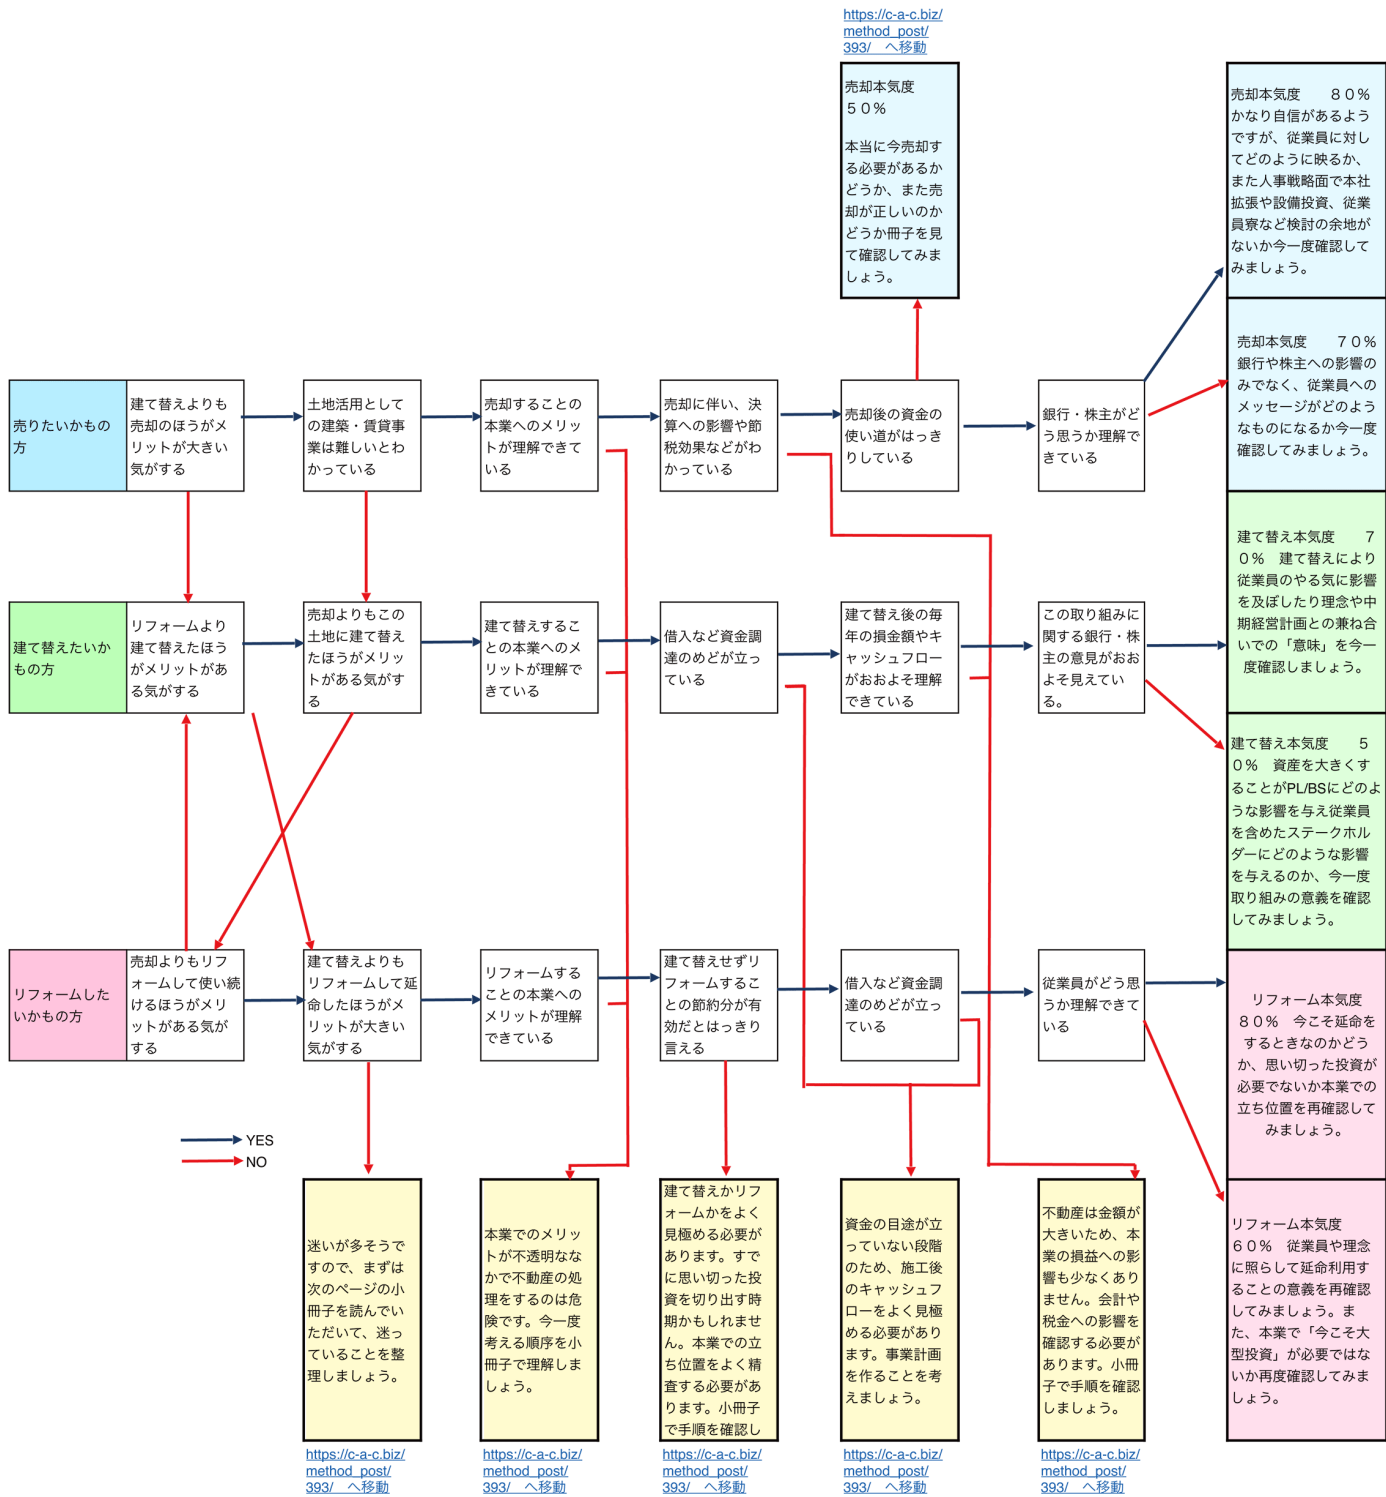 https://c-a-c.biz/
method_post/
393/　へ移動
売却本気度
５０％
本当に今売却す
る必要があるか
どうか、また売
却が正しいのか
どうか冊子を見
て確認してみま
しょう。
売却本気度　　８０％
かなり自信があるよう
ですが、従業員に対し
てどのように映るか、
また人事戦略面で本社
拡張や設備投資、従業
員寮など検討の余地が
ないか今一度確認して
みましょう。
売却本気度　　７０％
銀行や株主への影響の
みでなく、従業員への
メッセージがどのよう
なものになるか今一度
確認してみましょう。
売りたいかもの
方
建て替えよりも
売却のほうがメ
リットが大きい
気がする
土地活用として
の建築・賃貸事
業は難しいとわ
かっている
売却することの
本業へのメリッ
トが理解できて
いる
売却に伴い、決
算への影響や節
税効果などがわ
かっている
売却後の資金の
使い道がはっき
りしている
銀行・株主がど
う思うか理解で
きている
建て替えたいか
もの方
リフォームより
建て替えたほう
がメリットがあ
る気がする
売却よりもこの
土地に建て替え
たほうがメリッ
トがある気がす
る
建て替えするこ
との本業へのメ
リットが理解で
きている
借入など資金調
達のめどが立っ
ている
建て替え後の毎
年の損金額やキ
ャッシュフロー
がおおよそ理解
できている
この取り組みに
関する銀行・株
主の意見がおお
よそ見えてい
る。
建て替え本気度　　７
０％　建て替えにより
従業員のやる気に影響
を及ぼしたり理念や中
期経営計画との兼ね合
いでの「意味」を今一
度確認しましょう。
建て替え本気度　　５
０％　資産を大きくす
ることがPL/BSにどのよ
うな影響を与え従業員
を含めたステークホル
ダーにどのような影響
を与えるのか、今一度
取り組みの意義を確認
してみましょう。
リフォームした
いかもの方
売却よりもリフ
ォームして使い続
けるほうがメリ
ットがある気が
する
建て替えよりも
リフォームして延
命したほうがメ
リットが大きい
気がする
リフォームする
ことの本業への
メリットが理解
できている
建て替えせずリ
フォームするこ
との節約分が有
効だとはっきり
言える
借入など資金調
達のめどが立っ
ている
従業員がどう思
うか理解できて
いる
リフォーム本気度
８０％　今こそ延命を
するときなのかどう
か、思い切った投資が
必要でないか本業での
立ち位置を再確認して
みましょう。
リフォーム本気度
６０％　従業員や理念
に照らして延命利用す
ることの意義を再確認
してみましょう。ま
た、本業で「今こそ大
型投資」が必要ではな
いか再度確認してみま
しょう。
YES
NO
迷いが多そうで
すので、まずは
次のページの小
冊子を読んでい
ただいて、迷っ
ていることを整
理しましょう。
本業でのメリッ
トが不透明なな
かで不動産の処
理をするのは危
険です。今一度
考える順序を小
冊子で理解しま
しょう。
建て替えかリフ
ォームかをよく
見極める必要が
あります。すで
に思い切った投
資を切り出す時
期かもしれませ
ん。本業での立
ち位置をよく精
査する必要があ
ります。小冊子
で手順を確認し
資金の目途が立
っていない段階
のため、施工後
のキャッシュフ
ローをよく見極
める必要があり
ます。事業計画
を作ることを考
えましょう。
不動産は金額が
大きいため、本
業の損益への影
響も少なくあり
ません。会計や
税金への影響を
確認する必要が
あります。小冊
子で手順を確認
しましょう。
https://c-a-c.biz/
method_post/
393/　へ移動
https://c-a-c.biz/
method_post/
393/　へ移動
https://c-a-c.biz/
method_post/
393/　へ移動
https://c-a-c.biz/
method_post/
393/　へ移動
https://c-a-c.biz/
method_post/
393/　へ移動